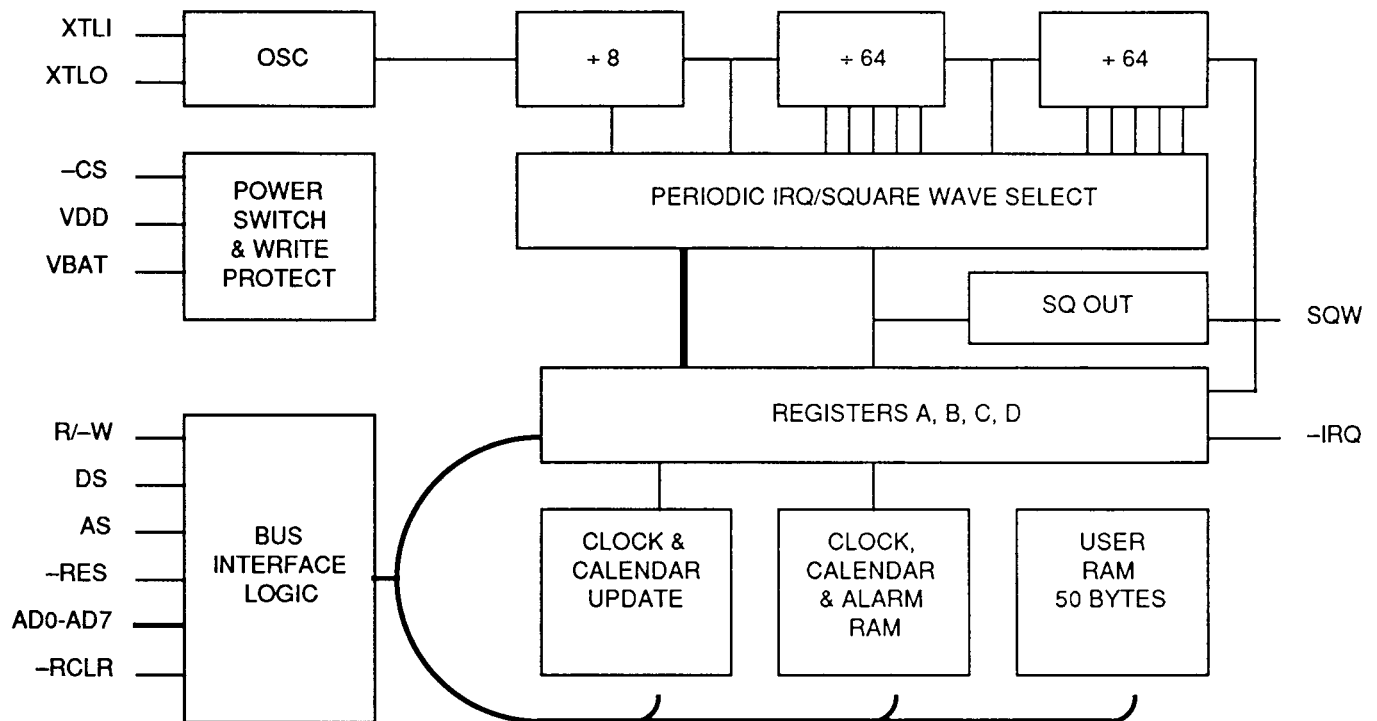 XTLI
XTLO
OSC
+ 8
÷ 64
+ 64
–CS
VDD
VBAT
POWER
SWITCH
& WRITE
PROTECT
PERIODIC IRQ/SQUARE WAVE SELECT
SQ OUT
SQW
REGISTERS A, B, C, D
–IRQ
R/–W
DS
AS
–RES
AD0-AD7
–RCLR
BUS
INTERFACE
LOGIC
CLOCK &
CALENDAR
UPDATE
CLOCK,
CALENDAR
& ALARM
RAM
USER
RAM
50 BYTES